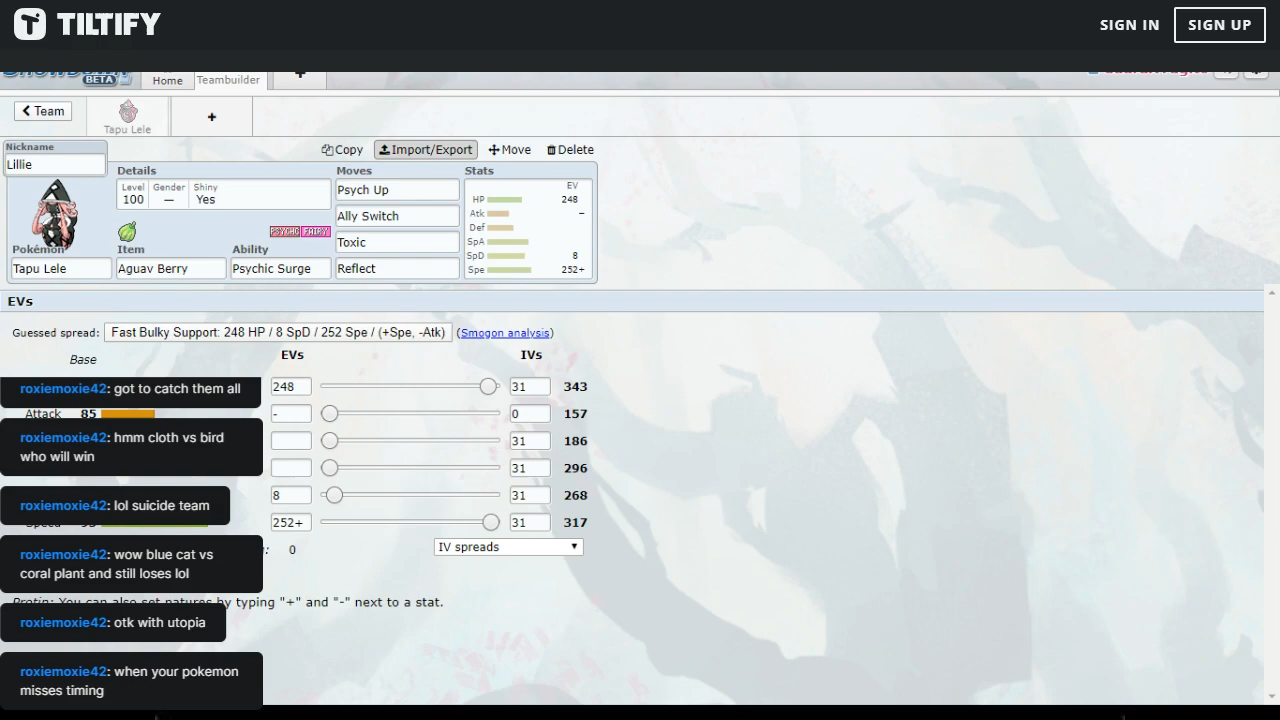 TILTIFY
SIGN IN
SIGN UP
BETA
Home
Teambuilder
+
Team
Tapu Lele
+
Nickname
Lillie
Copy
Import/Export
Move
Delete
Details
Moves
Stats
Level
100
Gender
—
Shiny
Yes
Psych Up
Ally Switch
Toxic
Reflect
EV
HP 248
Atk –
Def
SpA
SpD 8
Spe 252+
PSYCHC FAIRY
Pokémon
Tapu Lele
Item
Aguav Berry
Ability
Psychic Surge
EVs
Guessed spread: Fast Bulky Support: 248 HP / 8 SpD / 252 Spe / (+Spe, -Atk) (Smogon analysis)
Base EVs IVs
248 31 343
Attack 85 - 0 157
31 186
31 296
8 31 268
252+ 31 317
0
IV spreads
Protip: You can also set natures by typing "+" and "-" next to a stat.
roxiemoxie42: got to catch them all
roxiemoxie42: hmm cloth vs bird
who will win
roxiemoxie42: lol suicide team
roxiemoxie42: wow blue cat vs
coral plant and still loses lol
roxiemoxie42: otk with utopia
roxiemoxie42: when your pokemon
misses timing